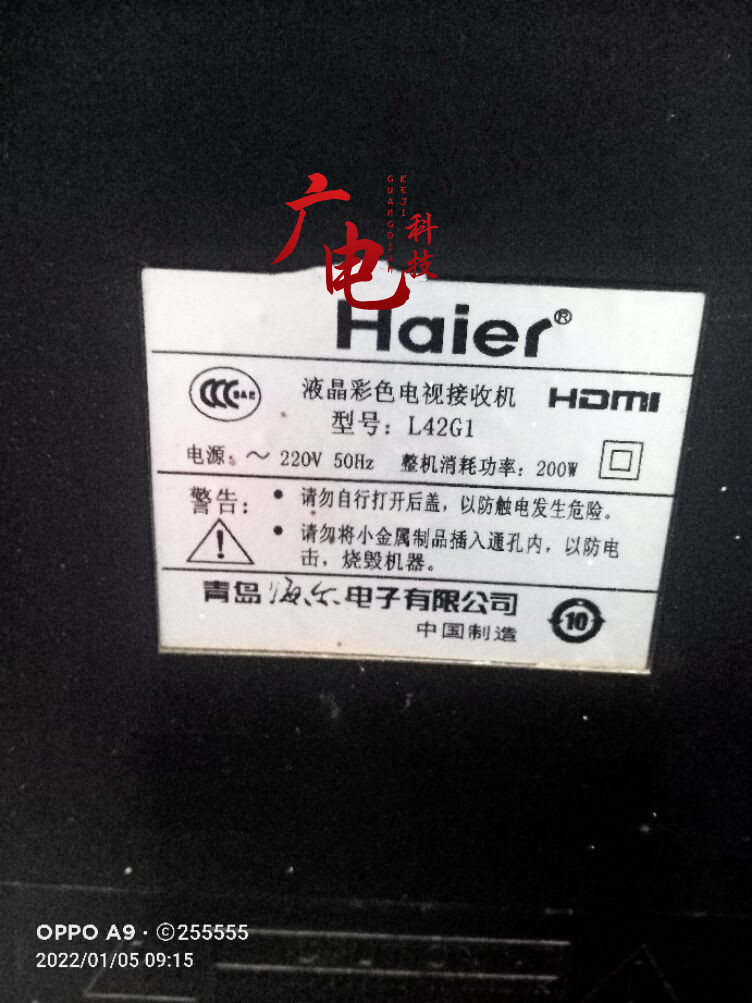 广电
科技
GUANGDIAN
KEJI
Haier®
CCC S&E
液晶彩色电视接收机 HDMI
型号：L42G1
电源：～ 220V 50Hz 整机消耗功率：200W
警告：
• 请勿自行打开后盖，以防触电发生危险。
• 请勿将小金属制品插入通孔内，以防电
击，烧毁机器。
青岛海尔电子有限公司
中国制造
10
OPPO A9 · ©255555
2022/01/05 09:15